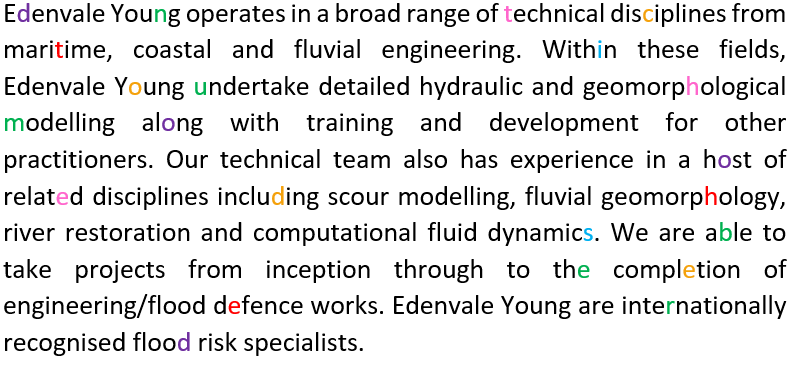 Edenvale Young operates in a broad range of technical disciplines from
maritime, coastal and fluvial engineering. Within these fields,
Edenvale Young undertake detailed hydraulic and geomorphological
modelling along with training and development for other
practitioners. Our technical team also has experience in a host of
related disciplines including scour modelling, fluvial geomorphology,
river restoration and computational fluid dynamics. We are able to
take projects from inception through to the completion of
engineering/flood defence works. Edenvale Young are internationally
recognised flood risk specialists.